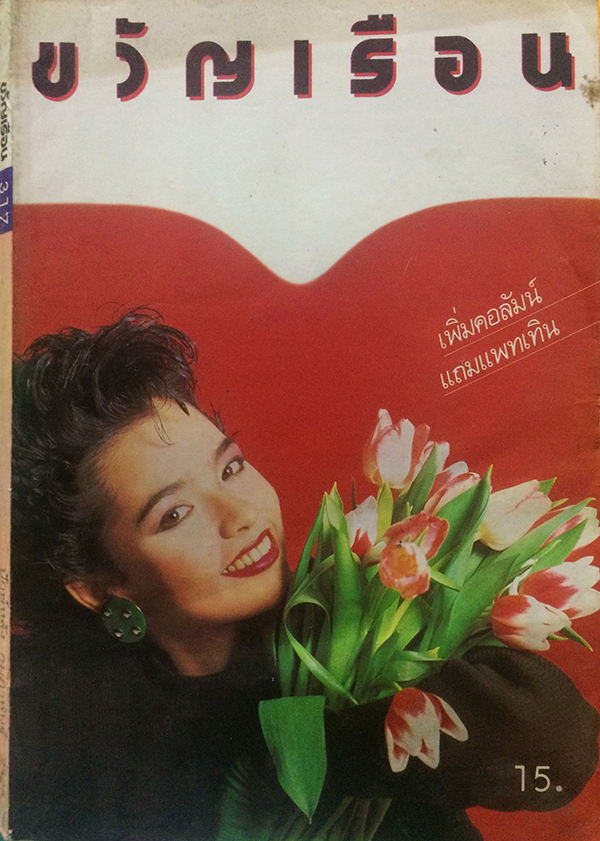 ขวัญเรือน
ขวัญเรือน
317
เพิ่มคอลัมน์
แถมแพทเทิน
15.